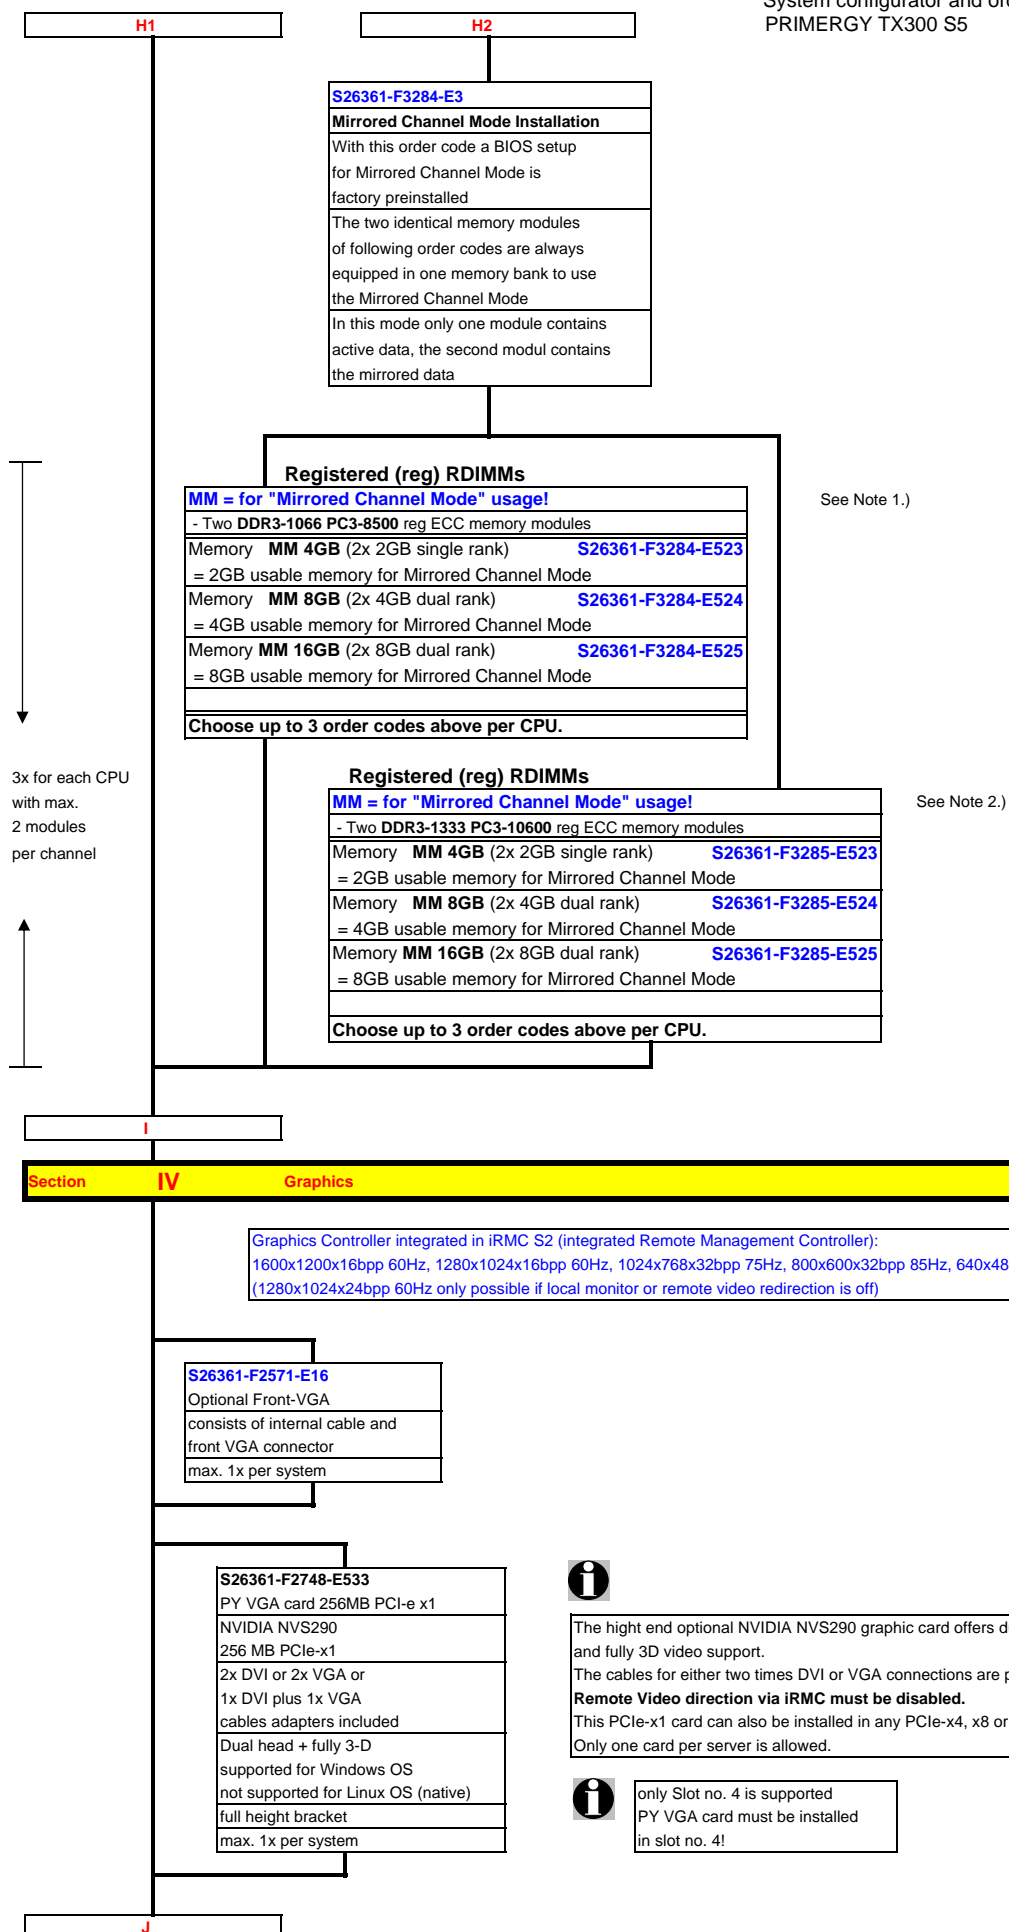 System configurator and ord
PRIMERGY TX300 S5
H1
H2
S26361-F3284-E3
Mirrored Channel Mode Installation
With this order code a BIOS setup
for Mirrored Channel Mode is
factory preinstalled
The two identical memory modules
of following order codes are always
equipped in one memory bank to use
the Mirrored Channel Mode
In this mode only one module contains
active data, the second modul contains
the mirrored data
Registered (reg) RDIMMs
MM = for "Mirrored Channel Mode" usage!
See Note 1.)
- Two DDR3-1066 PC3-8500 reg ECC memory modules
Memory MM 4GB (2x 2GB single rank) S26361-F3284-E523
= 2GB usable memory for Mirrored Channel Mode
Memory MM 8GB (2x 4GB dual rank) S26361-F3284-E524
= 4GB usable memory for Mirrored Channel Mode
Memory MM 16GB (2x 8GB dual rank) S26361-F3284-E525
= 8GB usable memory for Mirrored Channel Mode
Choose up to 3 order codes above per CPU.
3x for each CPU
with max.
2 modules
per channel
Registered (reg) RDIMMs
MM = for "Mirrored Channel Mode" usage!
See Note 2.)
- Two DDR3-1333 PC3-10600 reg ECC memory modules
Memory MM 4GB (2x 2GB single rank) S26361-F3285-E523
= 2GB usable memory for Mirrored Channel Mode
Memory MM 8GB (2x 4GB dual rank) S26361-F3285-E524
= 4GB usable memory for Mirrored Channel Mode
Memory MM 16GB (2x 8GB dual rank) S26361-F3285-E525
= 8GB usable memory for Mirrored Channel Mode
Choose up to 3 order codes above per CPU.
I
Section IV Graphics
Graphics Controller integrated in iRMC S2 (integrated Remote Management Controller):
1600x1200x16bpp 60Hz, 1280x1024x16bpp 60Hz, 1024x768x32bpp 75Hz, 800x600x32bpp 85Hz, 640x48
(1280x1024x24bpp 60Hz only possible if local monitor or remote video redirection is off)
S26361-F2571-E16
Optional Front-VGA
consists of internal cable and
front VGA connector
max. 1x per system
S26361-F2748-E533
PY VGA card 256MB PCI-e x1
NVIDIA NVS290
256 MB PCIe-x1
2x DVI or 2x VGA or
1x DVI plus 1x VGA
cables adapters included
Dual head + fully 3-D
supported for Windows OS
not supported for Linux OS (native)
full height bracket
max. 1x per system
The hight end optional NVIDIA NVS290 graphic card offers d
and fully 3D video support.
The cables for either two times DVI or VGA connections are p
Remote Video direction via iRMC must be disabled.
This PCIe-x1 card can also be installed in any PCIe-x4, x8 or
Only one card per server is allowed.
only Slot no. 4 is supported
PY VGA card must be installed
in slot no. 4!
J